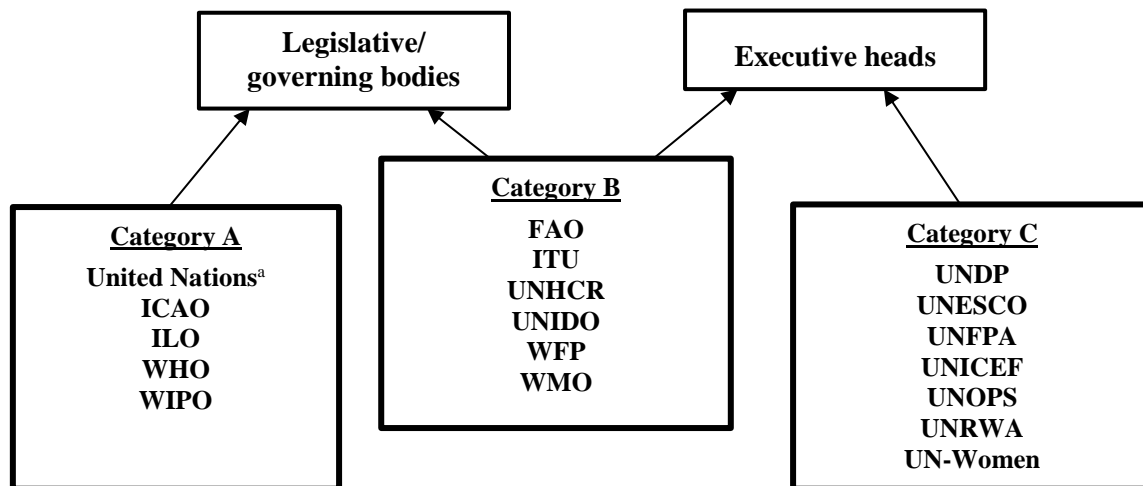 Legislative/
governing bodies
Executive heads
Category A
United Nationsᵃ
ICAO
ILO
WHO
WIPO
Category B
FAO
ITU
UNHCR
UNIDO
WFP
WMO
Category C
UNDP
UNESCO
UNFPA
UNICEF
UNOPS
UNRWA
UN-Women